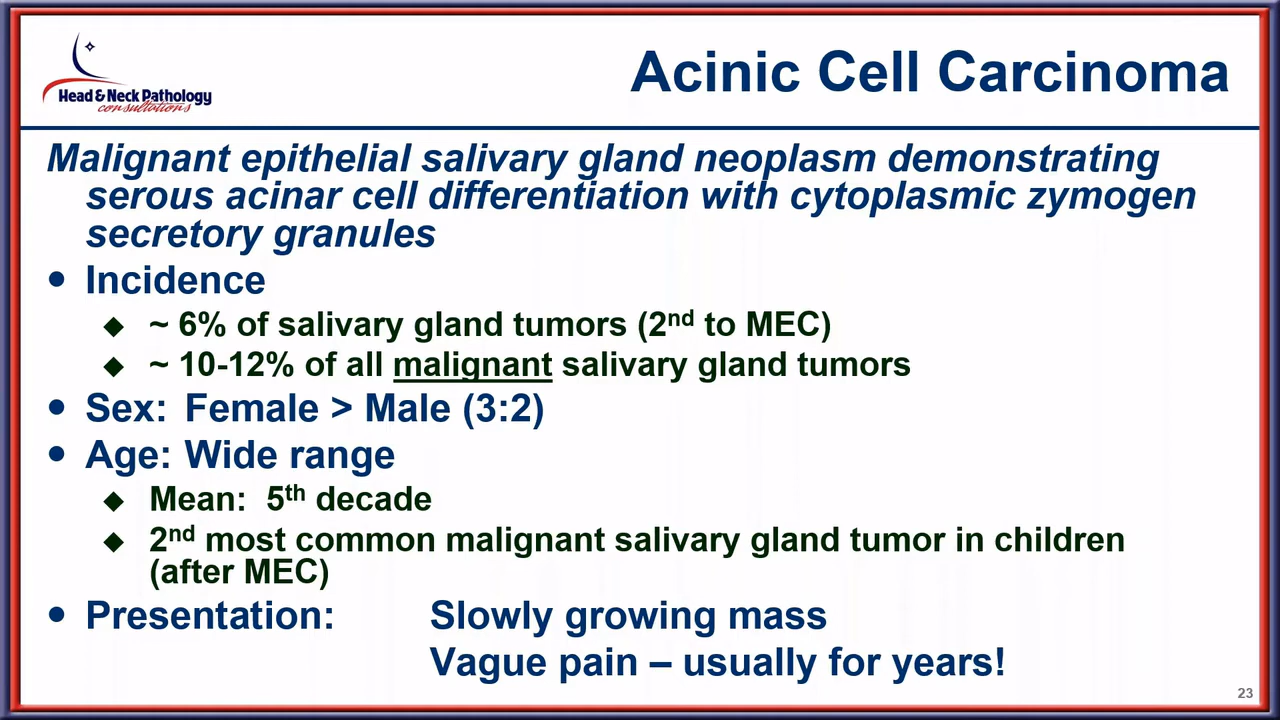 Head & Neck Pathology
consultations
Acinic Cell Carcinoma
Malignant epithelial salivary gland neoplasm demonstrating
serous acinar cell differentiation with cytoplasmic zymogen
secretory granules
• Incidence
◆ ~ 6% of salivary gland tumors (2nd to MEC)
◆ ~ 10-12% of all malignant salivary gland tumors
• Sex: Female > Male (3:2)
• Age: Wide range
◆ Mean: 5th decade
◆ 2nd most common malignant salivary gland tumor in children
(after MEC)
• Presentation: Slowly growing mass
Vague pain – usually for years!
23